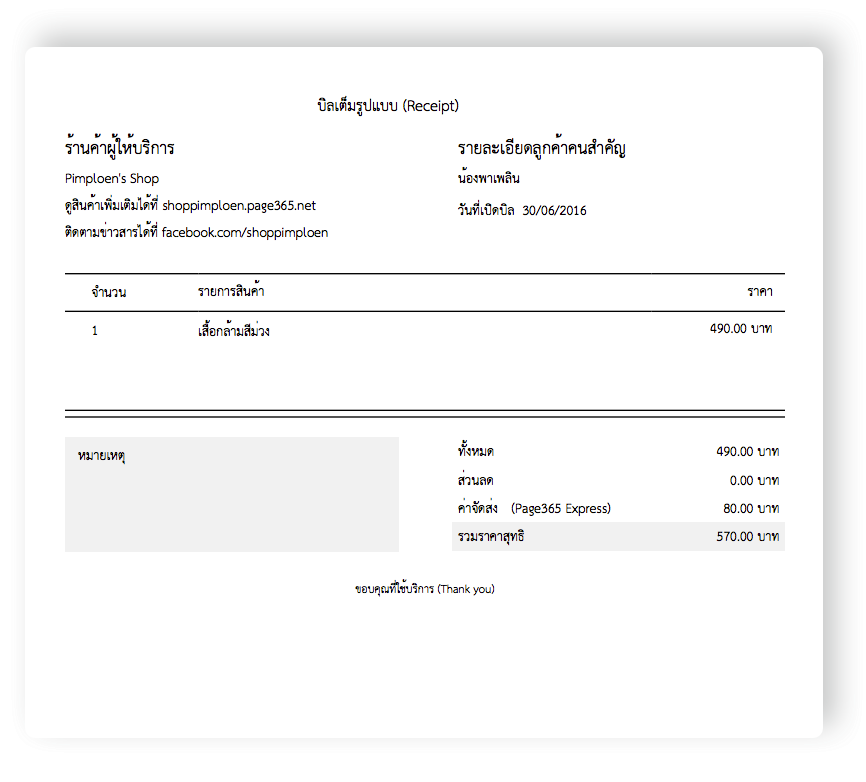 บิลเต็มรูปแบบ (Receipt)
ร้านค้าผู้ให้บริการ
Pimploen's Shop
ดูสินค้าเพิ่มเติมได้ที่ shoppimploen.page365.net
ติดตามข่าวสารได้ที่ facebook.com/shoppimploen
รายละเอียดลูกค้าคนสำคัญ
น้องพาเพลิน
วันที่เปิดบิล 30/06/2016
จำนวน รายการสินค้า ราคา
1 เสื้อกล้ามสีม่วง 490.00 บาท
หมายเหตุ
ทั้งหมด 490.00 บาท
ส่วนลด 0.00 บาท
ค่าจัดส่ง (Page365 Express) 80.00 บาท
รวมราคาสุทธิ 570.00 บาท
ขอบคุณที่ใช้บริการ (Thank you)